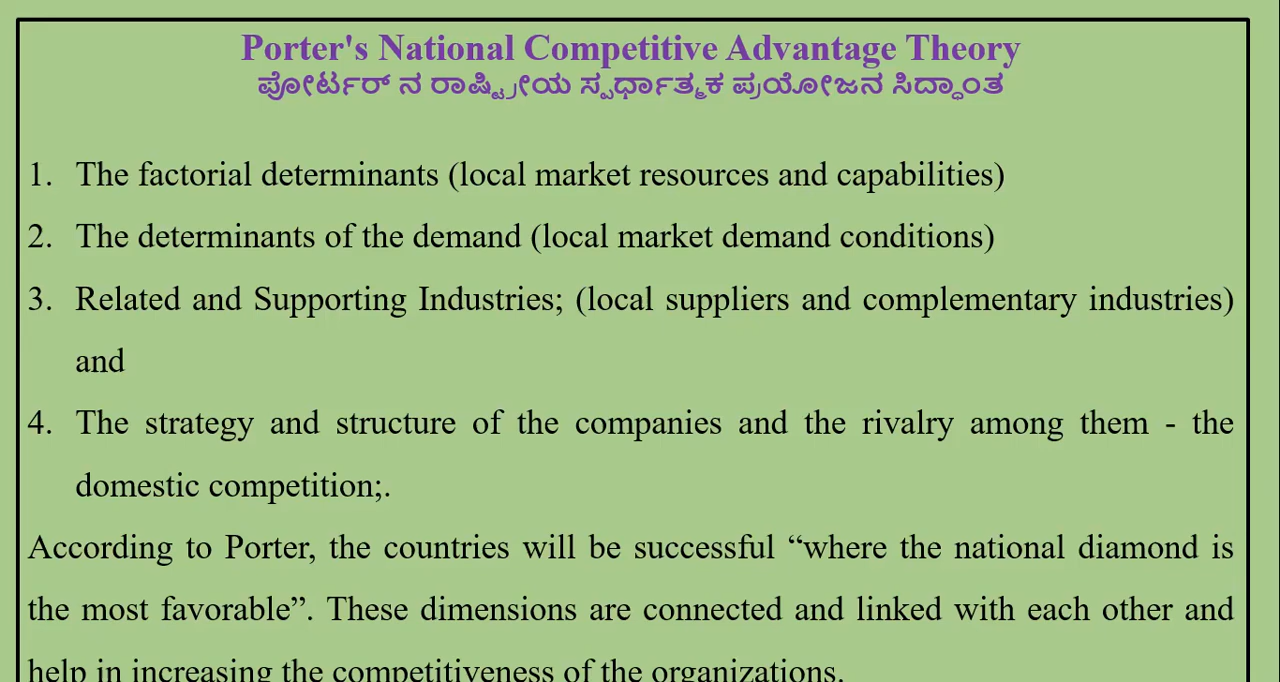 Porter's National Competitive Advantage Theory
ಪೋರ್ಟರ್ ನ ರಾಷ್ಟ್ರೀಯ ಸ್ಪರ್ಧಾತ್ಮಕ ಪ್ರಯೋಜನ ಸಿದ್ಧಾಂತ
1. The factorial determinants (local market resources and capabilities)
2. The determinants of the demand (local market demand conditions)
3. Related and Supporting Industries; (local suppliers and complementary industries)
and
4. The strategy and structure of the companies and the rivalry among them - the
domestic competition;.
According to Porter, the countries will be successful “where the national diamond is
the most favorable”. These dimensions are connected and linked with each other and
help in increasing the competitiveness of the organizations.